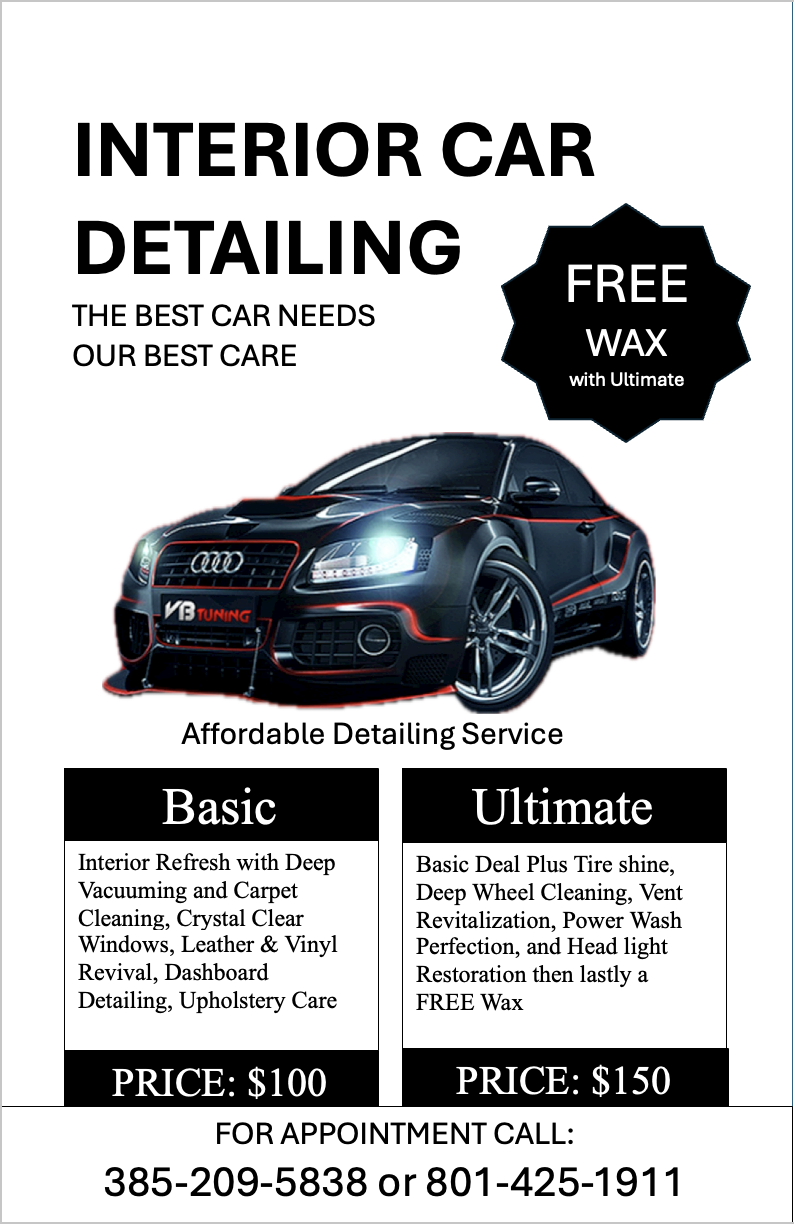 INTERIOR CAR
DETAILING
THE BEST CAR NEEDS
OUR BEST CARE
FREE
WAX
with Ultimate
VB TUNING
Affordable Detailing Service
Basic
Interior Refresh with Deep
Vacuuming and Carpet
Cleaning, Crystal Clear
Windows, Leather & Vinyl
Revival, Dashboard
Detailing, Upholstery Care
PRICE: $100
Ultimate
Basic Deal Plus Tire shine,
Deep Wheel Cleaning, Vent
Revitalization, Power Wash
Perfection, and Head light
Restoration then lastly a
FREE Wax
PRICE: $150
FOR APPOINTMENT CALL:
385-209-5838 or 801-425-1911